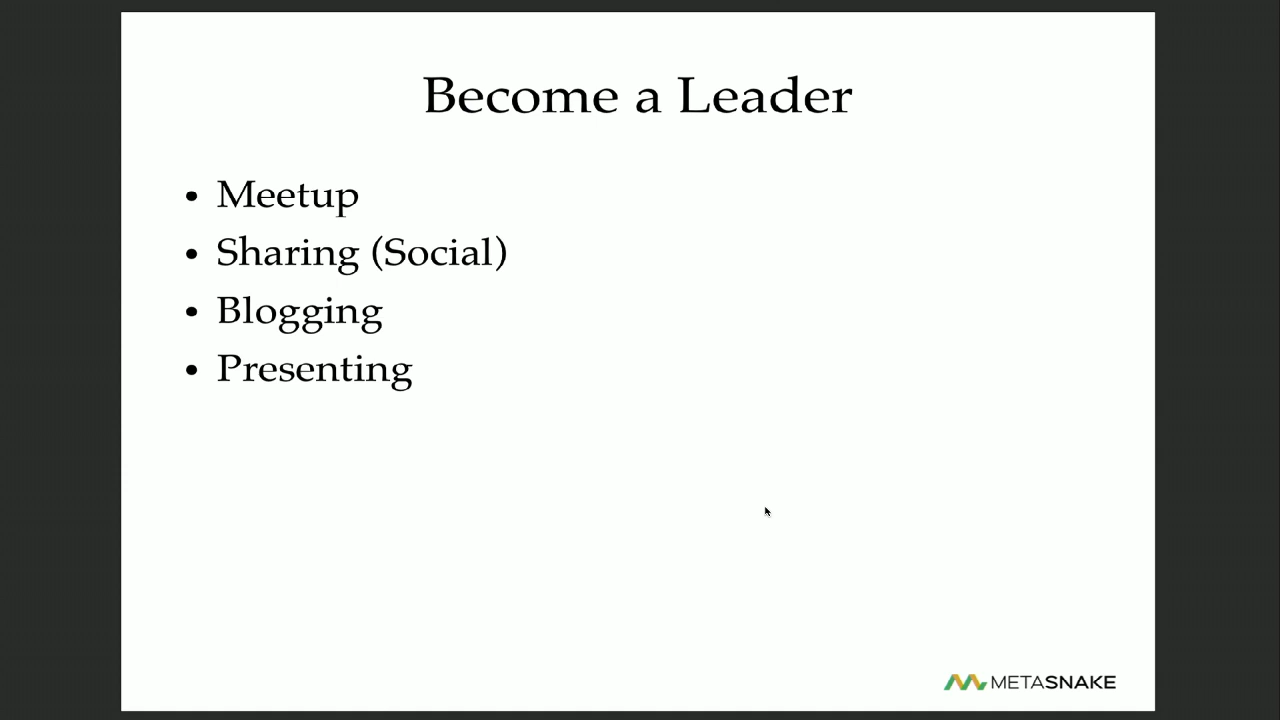 Become a Leader
• Meetup
• Sharing (Social)
• Blogging
• Presenting
METASNAKE